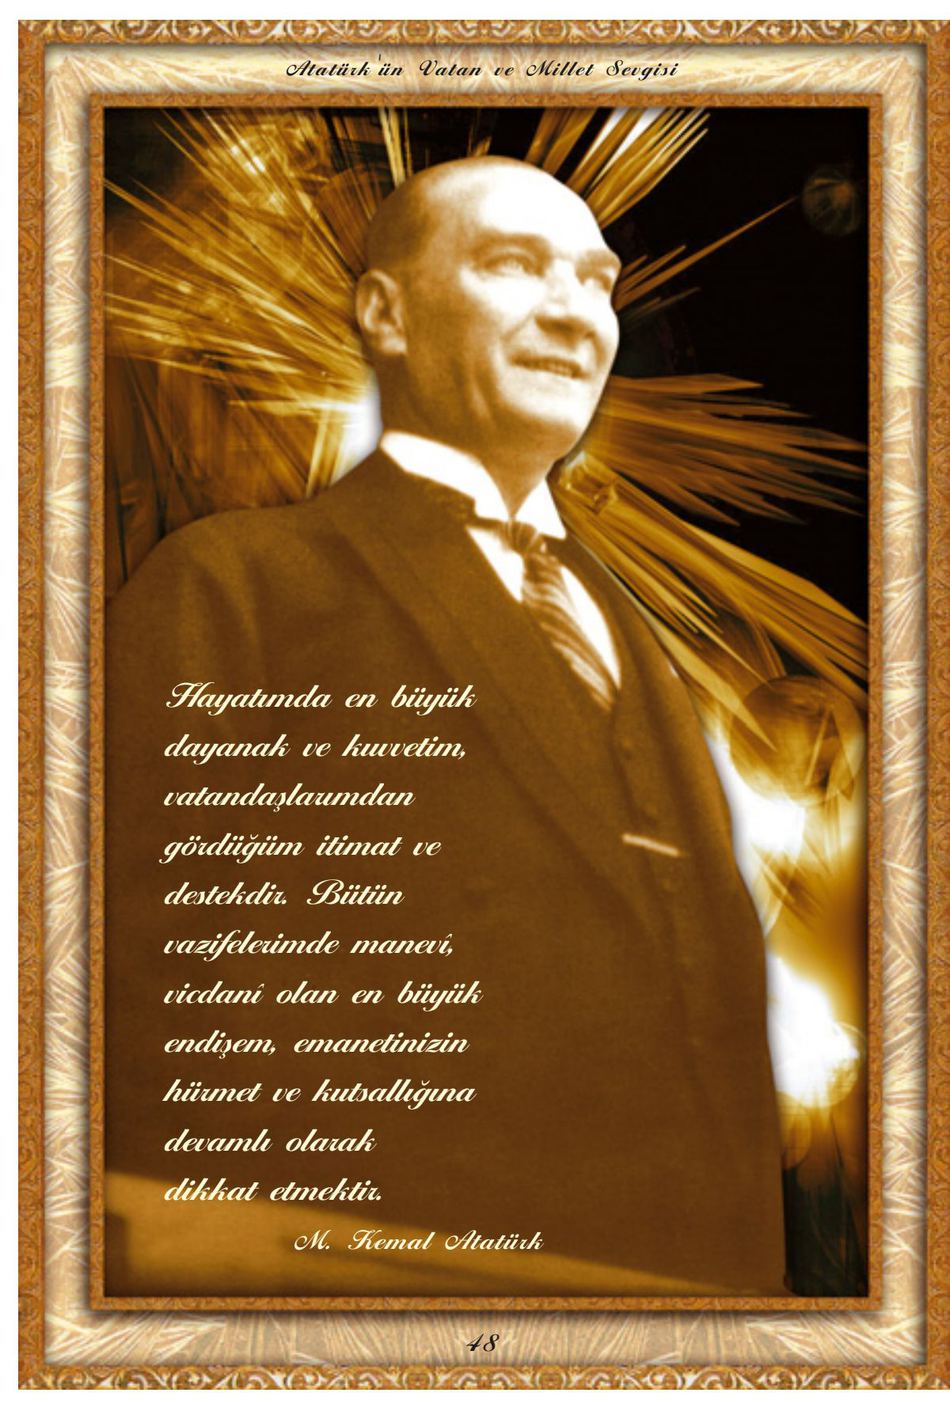 Atatürk'ün Vatan ve Millet Sevgisi
Hayatımda en büyük
dayanak ve kuvvetim,
vatandaşlarımdan
gördüğüm itimat ve
destekdir. Bütün
vazifelerimde manevî,
vicdanî olan en büyük
endişem, emanetinizin
hürmet ve kutsallığına
devamlı olarak
dikkat etmektir.
M. Kemal Atatürk
48